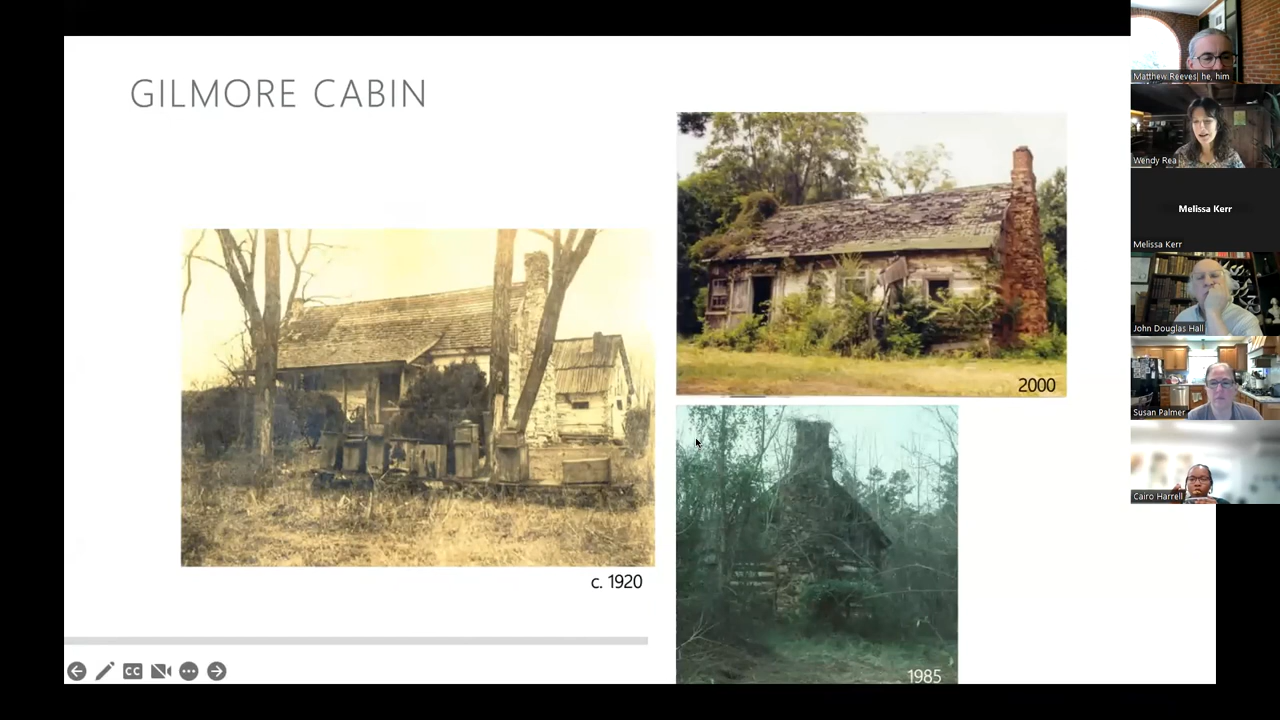 GILMORE CABIN
2000
c. 1920
1985
CC
Matthew Reeves| he, him
Wendy Rea
Melissa Kerr
Melissa Kerr
John Douglas Hall
Susan Palmer
Cairo Harrell